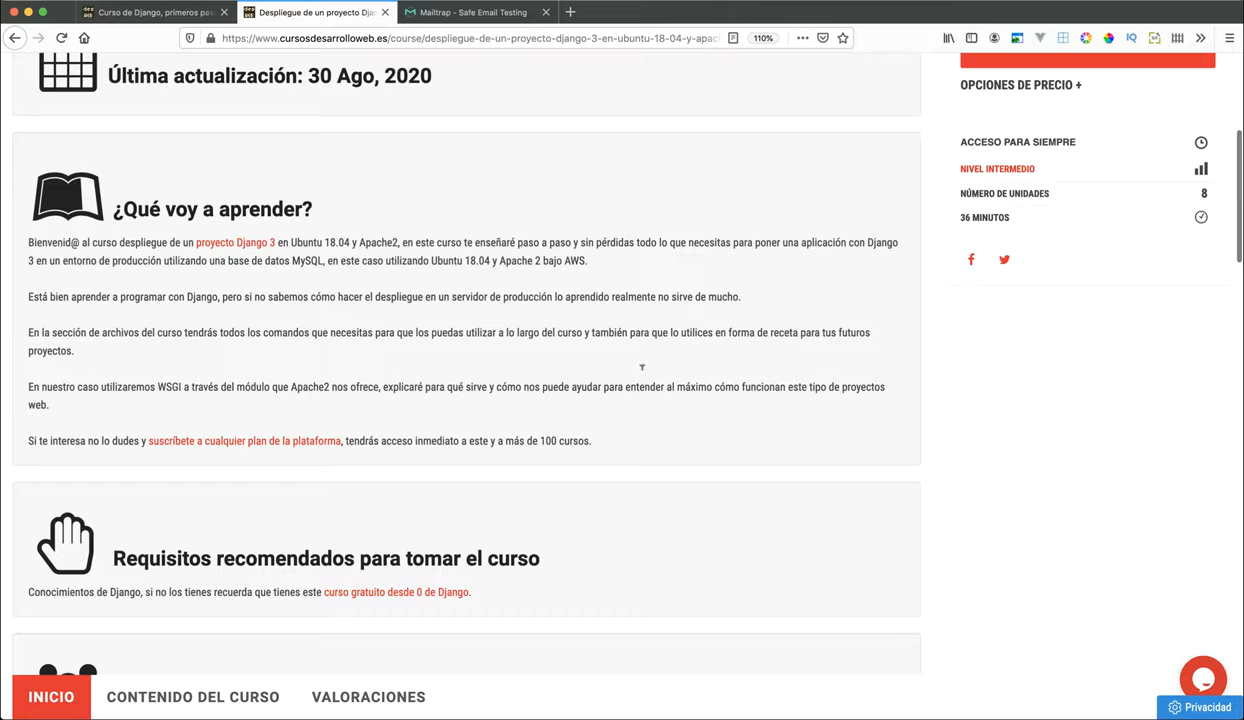 Curso de Django, primeros pas
Despliegue de un proyecto Djan
Mailtrap - Safe Email Testing
https://www.cursosdesarrolloweb.es/course/despliegue-de-un-proyecto-django-3-en-ubuntu-18-04-y-apac
110%
IQ
Última actualización: 30 Ago, 2020
OPCIONES DE PRECIO +
ACCESO PARA SIEMPRE
NIVEL INTERMEDIO
NÚMERO DE UNIDADES 8
36 MINUTOS
¿Qué voy a aprender?
Bienvenid@ al curso despliegue de un proyecto Django 3 en Ubuntu 18.04 y Apache2, en este curso te enseñaré paso a paso y sin pérdidas todo lo que necesitas para poner una aplicación con Django
3 en un entorno de producción utilizando una base de datos MySQL, en este caso utilizando Ubuntu 18.04 y Apache 2 bajo AWS.
Está bien aprender a programar con Django, pero si no sabemos cómo hacer el despliegue en un servidor de producción lo aprendido realmente no sirve de mucho.
En la sección de archivos del curso tendrás todos los comandos que necesitas para que los puedas utilizar a lo largo del curso y también para que lo utilices en forma de receta para tus futuros
proyectos.
En nuestro caso utilizaremos WSGI a través del módulo que Apache2 nos ofrece, explicaré para qué sirve y cómo nos puede ayudar para entender al máximo cómo funcionan este tipo de proyectos
web.
Si te interesa no lo dudes y suscríbete a cualquier plan de la plataforma, tendrás acceso inmediato a este y a más de 100 cursos.
Requisitos recomendados para tomar el curso
Conocimientos de Django, si no los tienes recuerda que tienes este curso gratuito desde 0 de Django.
INICIO
CONTENIDO DEL CURSO
VALORACIONES
Privacidad